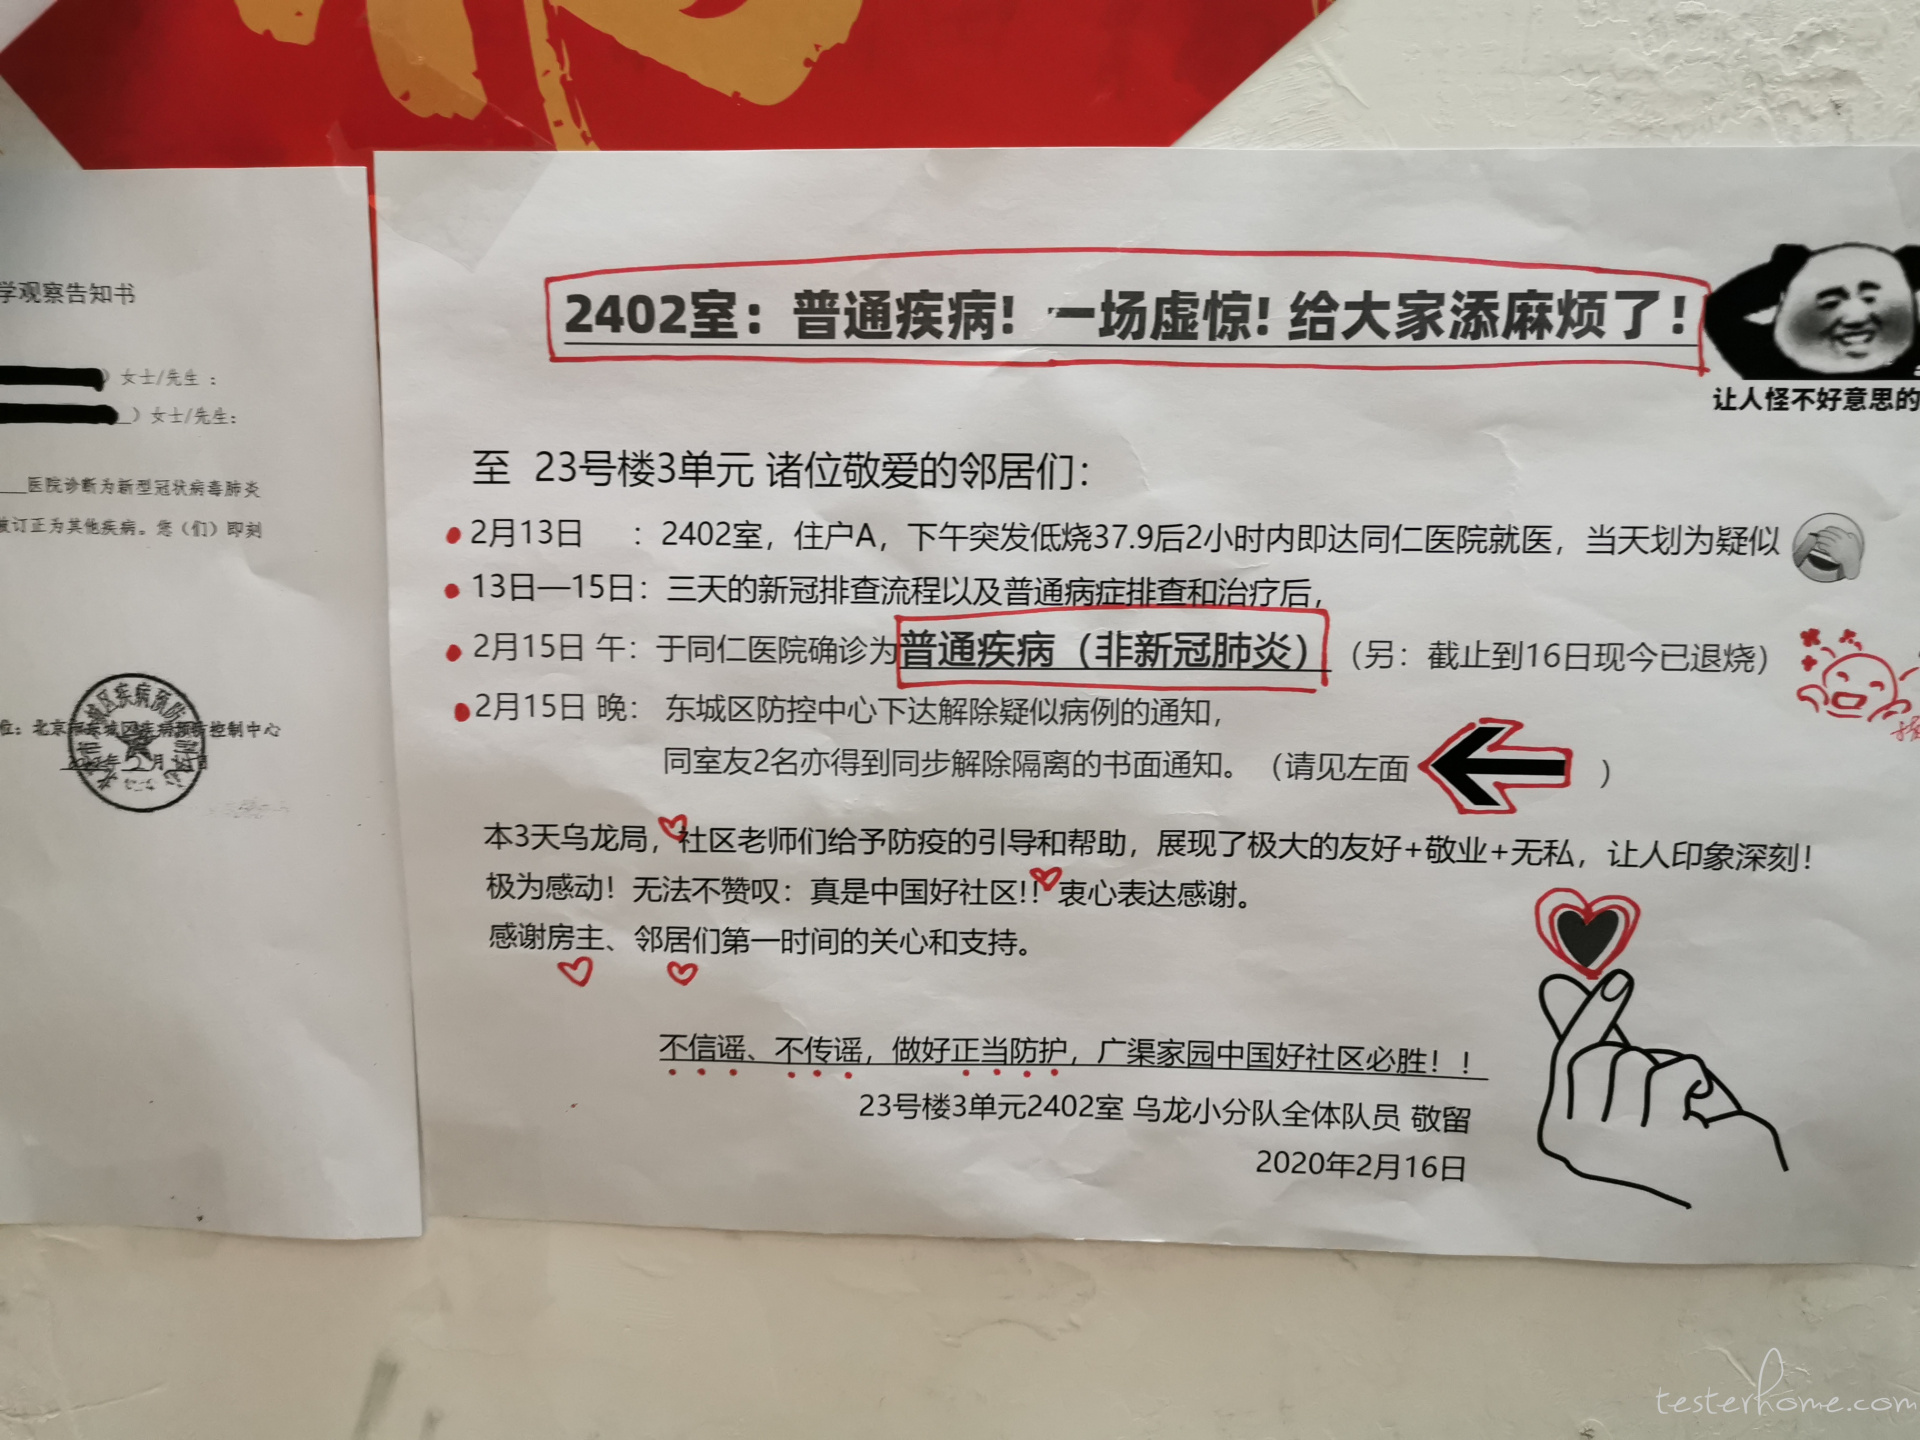 学观察告知书
）女士/先生：
）女士/先生：
医院诊断为新型冠状病毒肺炎
被订正为其他疾病。您（们）即刻
位：北京市东城区疾病预防控制中心
2402室：普通疾病！一场虚惊！给大家添麻烦了！
让人怪不好意思的
至 23号楼3单元 诸位敬爱的邻居们：
2月13日 ：2402室，住户A，下午突发低烧37.9后2小时内即达同仁医院就医，当天划为疑似
13日—15日：三天的新冠排查流程以及普通病症排查和治疗后，
2月15日 午：于同仁医院确诊为普通疾病（非新冠肺炎）（另：截止到16日现今已退烧）
2月15日 晚：东城区防控中心下达解除疑似病例的通知，
同室友2名亦得到同步解除隔离的书面通知。（请见左面 ）
本3天乌龙局，社区老师们给予防疫的引导和帮助，展现了极大的友好+敬业+无私，让人印象深刻！
极为感动！无法不赞叹：真是中国好社区！！衷心表达感谢。
感谢房主、邻居们第一时间的关心和支持。
不信谣、不传谣，做好正当防护，广渠家园中国好社区必胜！！
23号楼3单元2402室 乌龙小分队全体队员 敬留
2020年2月16日
testerhome.com